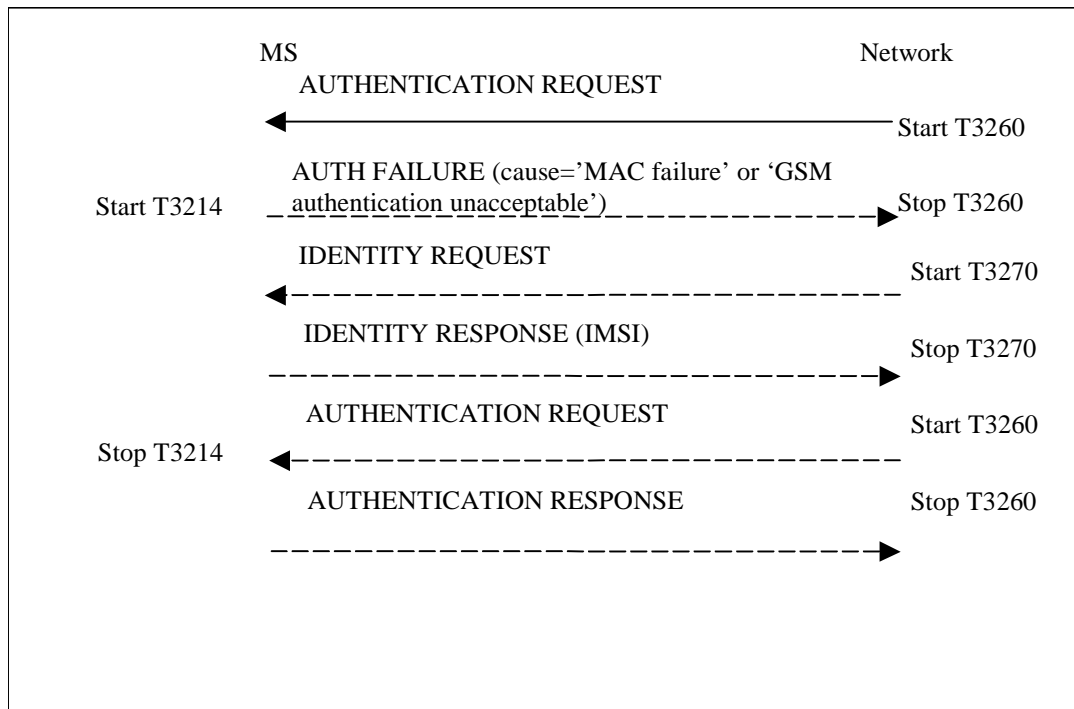 MS Network
AUTHENTICATION REQUEST
Start T3260
AUTH FAILURE (cause=’MAC failure’ or ‘GSM
authentication unacceptable’)
Start T3214
Stop T3260
IDENTITY REQUEST
Start T3270
IDENTITY RESPONSE (IMSI)
Stop T3270
AUTHENTICATION REQUEST
Start T3260
Stop T3214
AUTHENTICATION RESPONSE
Stop T3260